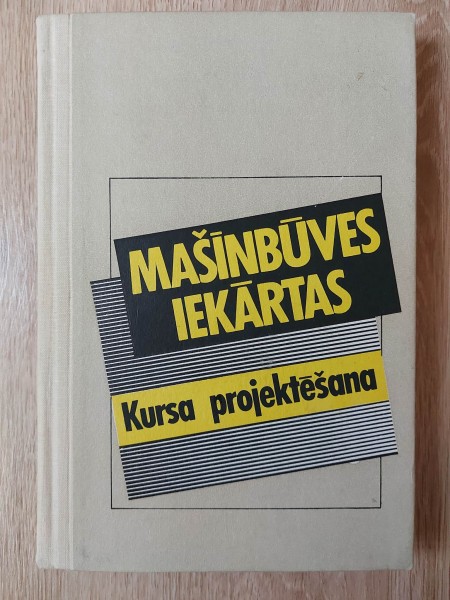 MAŠĪNBŪVES
IEKĀRTAS
Kursa projektēšana